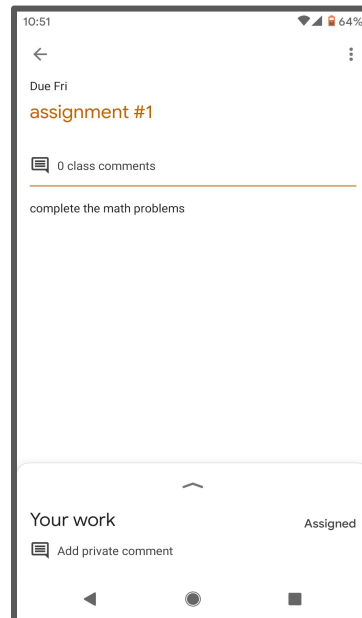 10:51 64%
Due Fri
assignment #1
0 class comments
complete the math problems
Your work Assigned
Add private comment